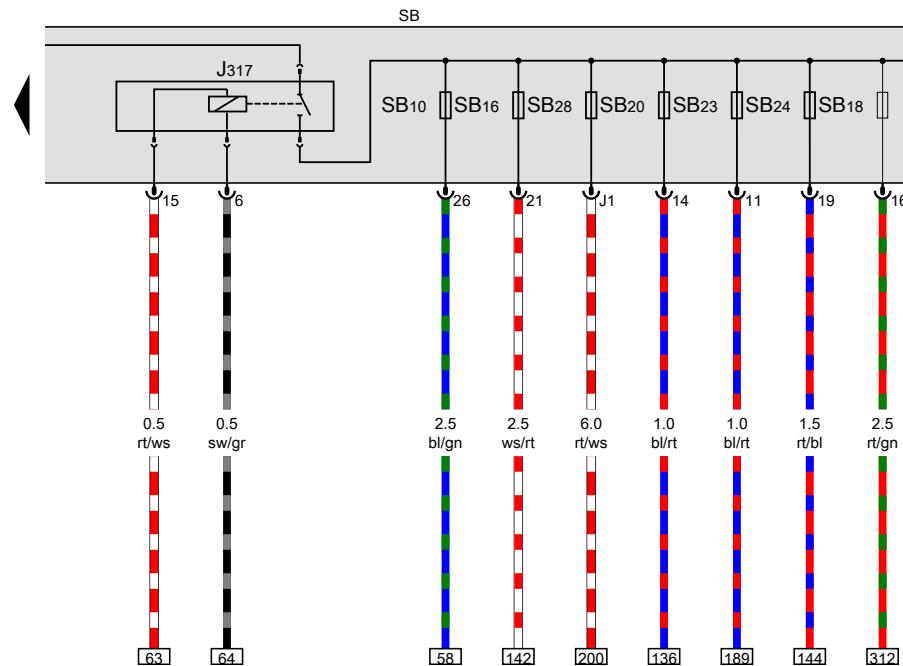 SB
J317
SB10 SB16 SB28 SB20 SB23 SB24 SB18
15 6 26 21 J1 14 11 19 16
0.5 0.5 2.5 2.5 6.0 1.0 1.0 1.5 2.5
rt/ws sw/gr bl/gn ws/rt rt/ws bl/rt bl/rt rt/bl rt/gn
63 64 58 142 200 136 189 144 312